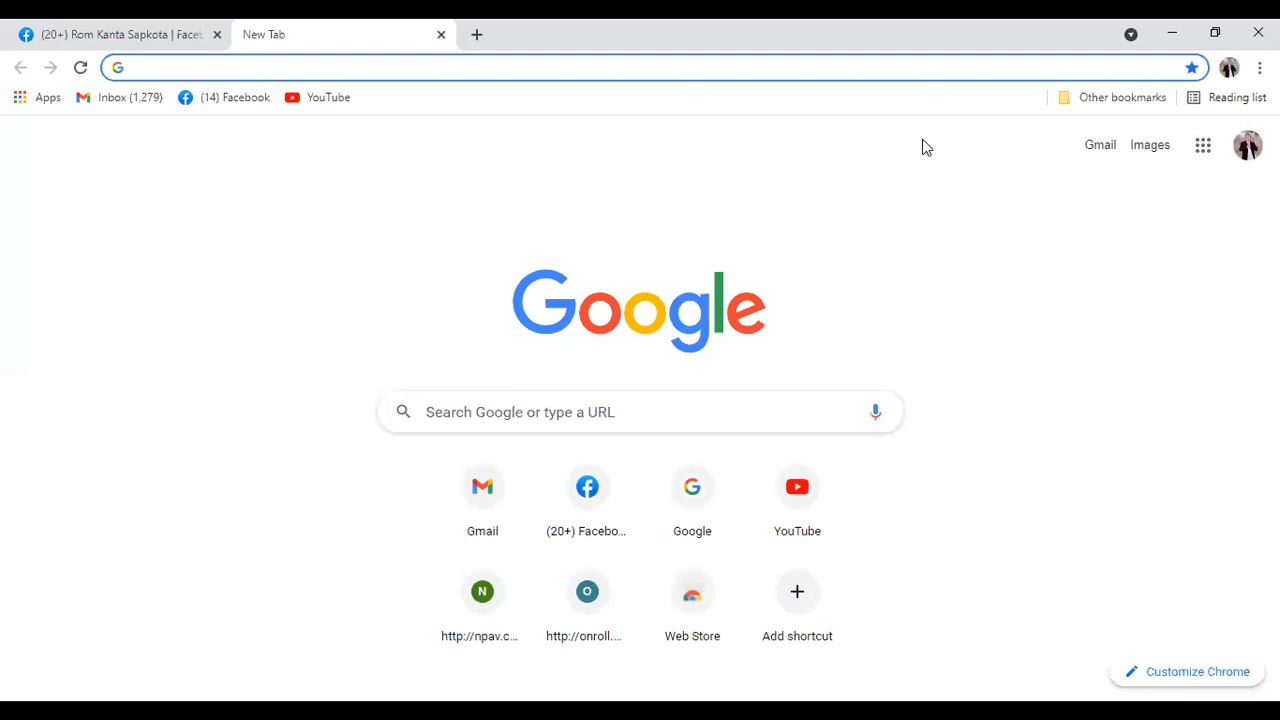 (20+) Rom Kanta Sapkota | Facel
New Tab
Apps
Inbox (1,279)
(14) Facebook
YouTube
Other bookmarks
Reading list
Gmail
Images
Google
Search Google or type a URL
Gmail
(20+) Facebo...
Google
YouTube
N
O
http://npav.c...
http://onroll....
Web Store
Add shortcut
Customize Chrome